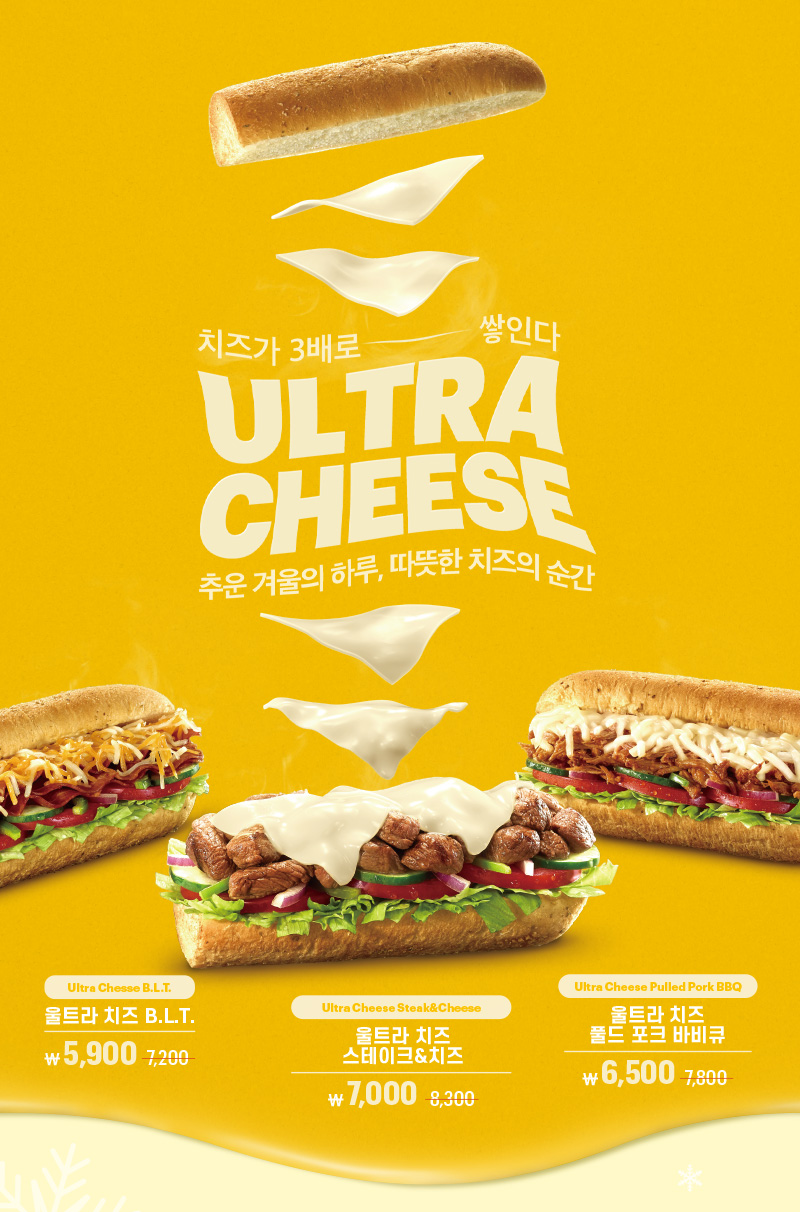 치즈가 3배로 쌓인다
ULTRA
CHEESE
추운 겨울의 하루, 따뜻한 치즈의 순간
Ultra Chesse B.L.T.
울트라 치즈 B.L.T.
₩5,900 7,200
Ultra Cheese Steak&Cheese
울트라 치즈
스테이크&치즈
₩7,000 8,300
Ultra Cheese Pulled Pork BBQ
울트라 치즈
풀드 포크 바비큐
₩6,500 7,800